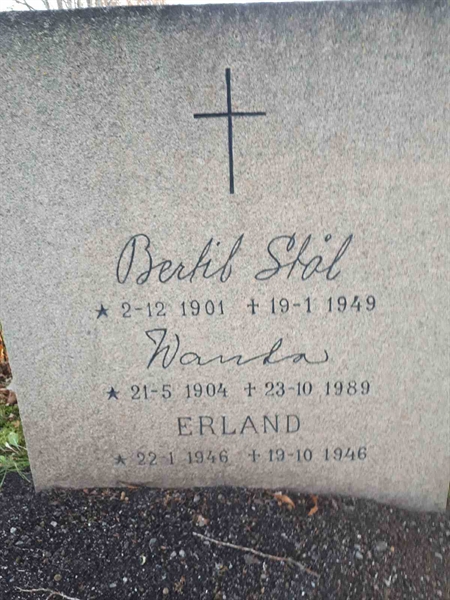 Bertil Stål
★ 2-12 1901 ✝ 19-1 1949
Wanda
★ 21-5 1904 ✝ 23-10 1989
ERLAND
★ 22-1 1946 ✝ 19-10 1946